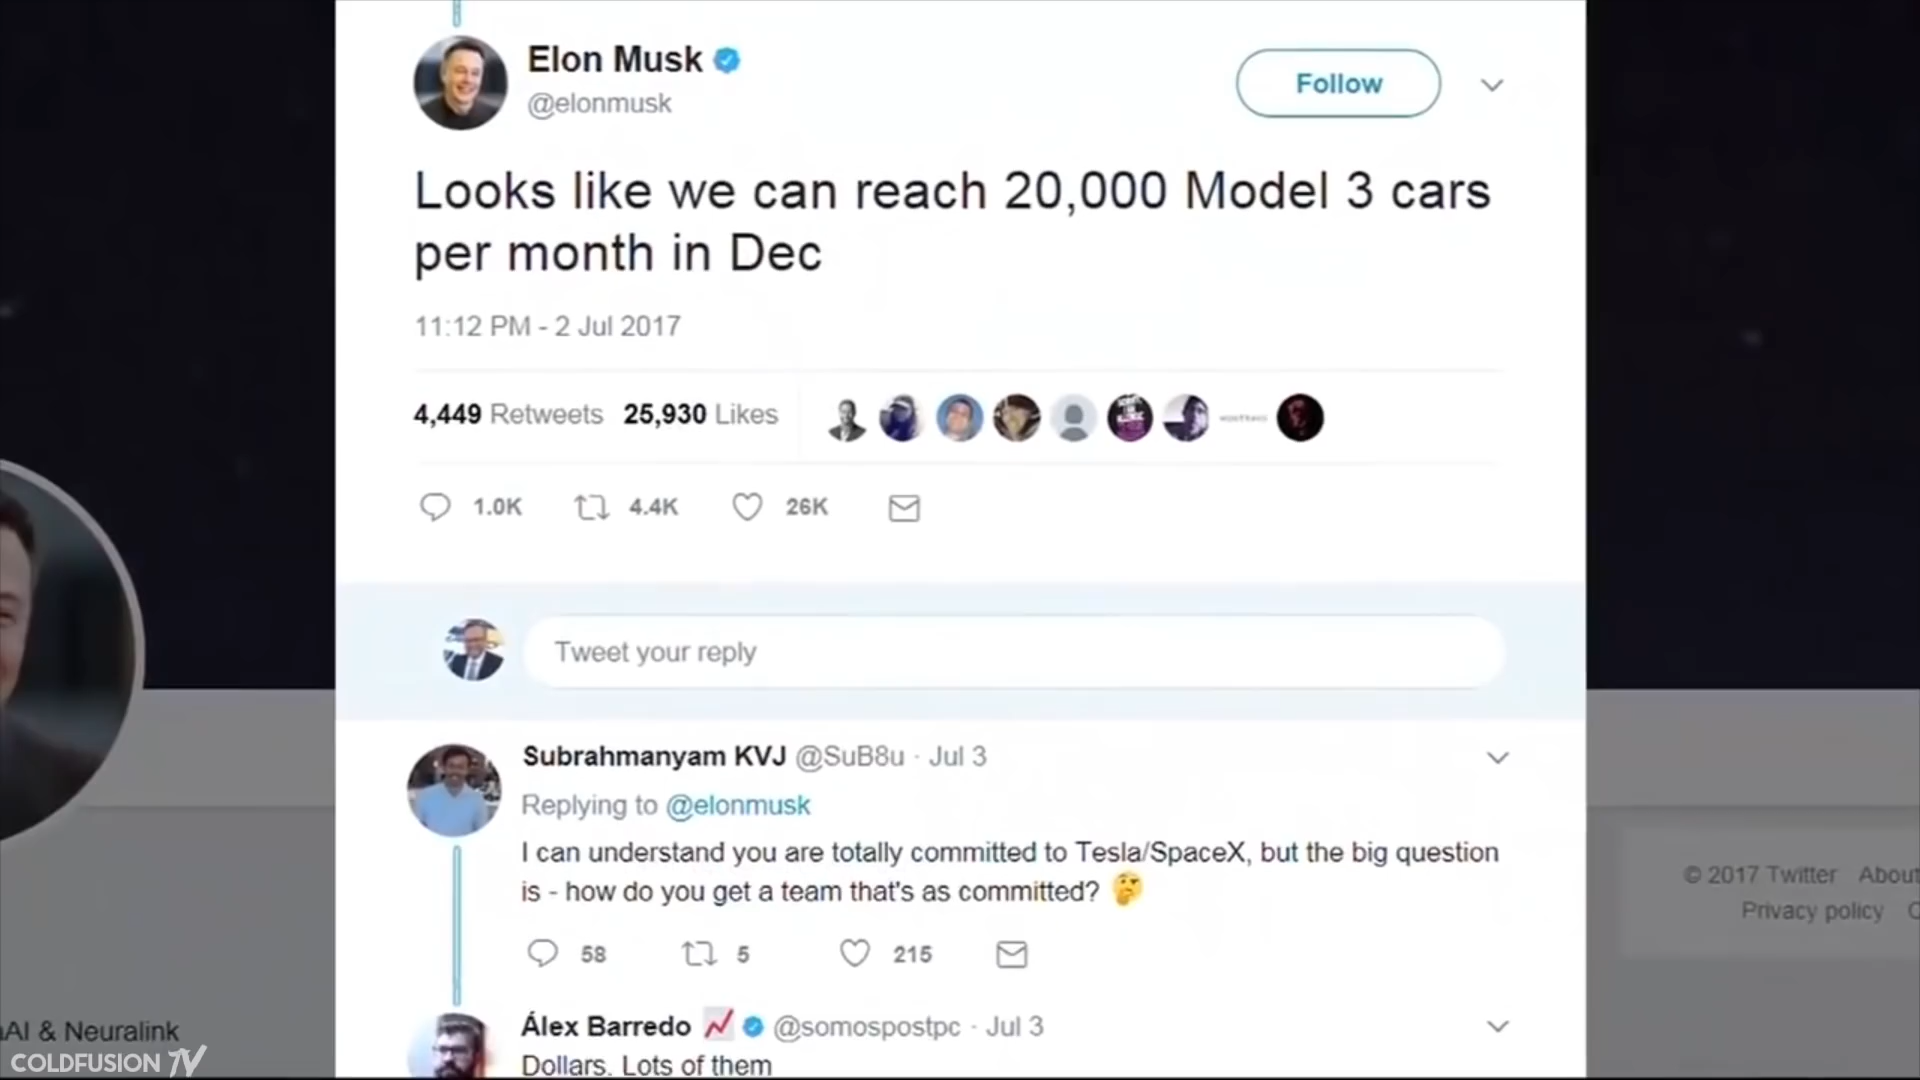 Elon Musk
@elonmusk
Follow
Looks like we can reach 20,000 Model 3 cars
per month in Dec
11:12 PM - 2 Jul 2017
4,449 Retweets 25,930 Likes
1.0K 4.4K 26K
Tweet your reply
Subrahmanyam KVJ @SuB8u · Jul 3
Replying to @elonmusk
I can understand you are totally committed to Tesla/SpaceX, but the big question
is - how do you get a team that's as committed? 🤔
58 5 215
Álex Barredo 📈 @somospostpc · Jul 3
Dollars. Lots of them
© 2017 Twitter About
Privacy policy
AI & Neuralink
COLDFUSION TV